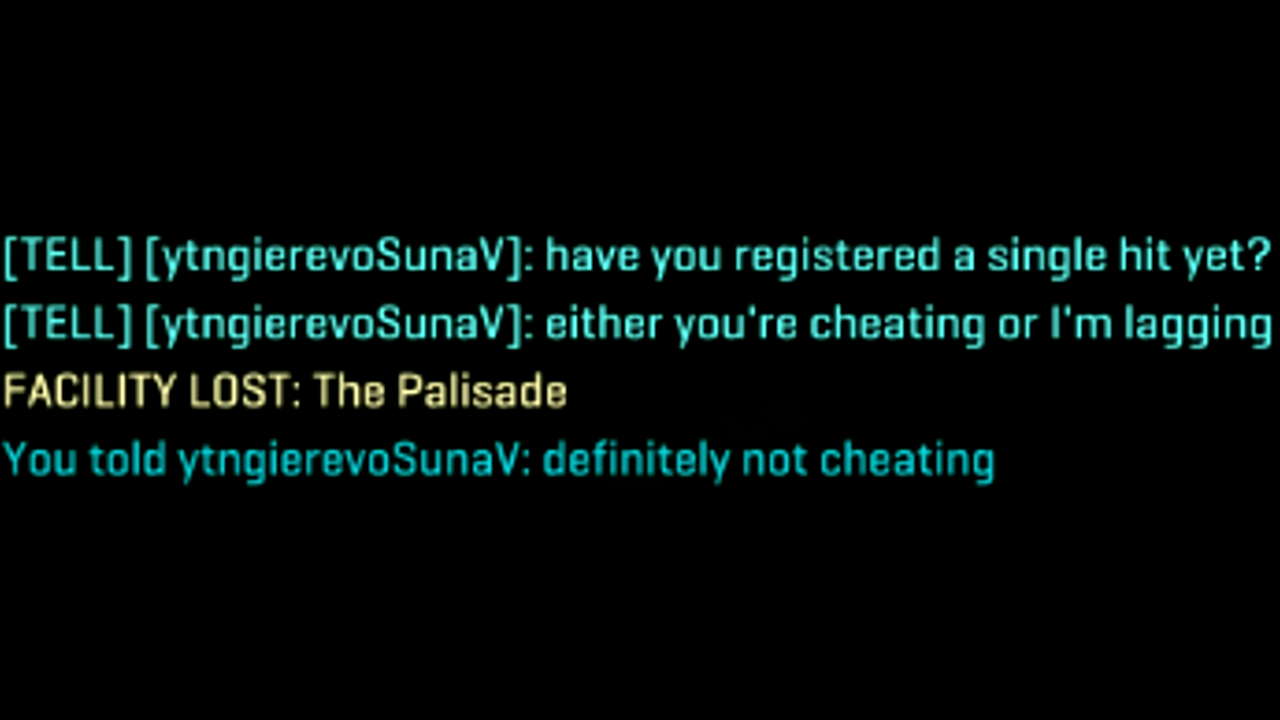 [TELL] [ytngierevoSunaV]: have you registered a single hit yet?
[TELL] [ytngierevoSunaV]: either you're cheating or I'm lagging
FACILITY LOST: The Palisade
You told ytngierevoSunaV: definitely not cheating